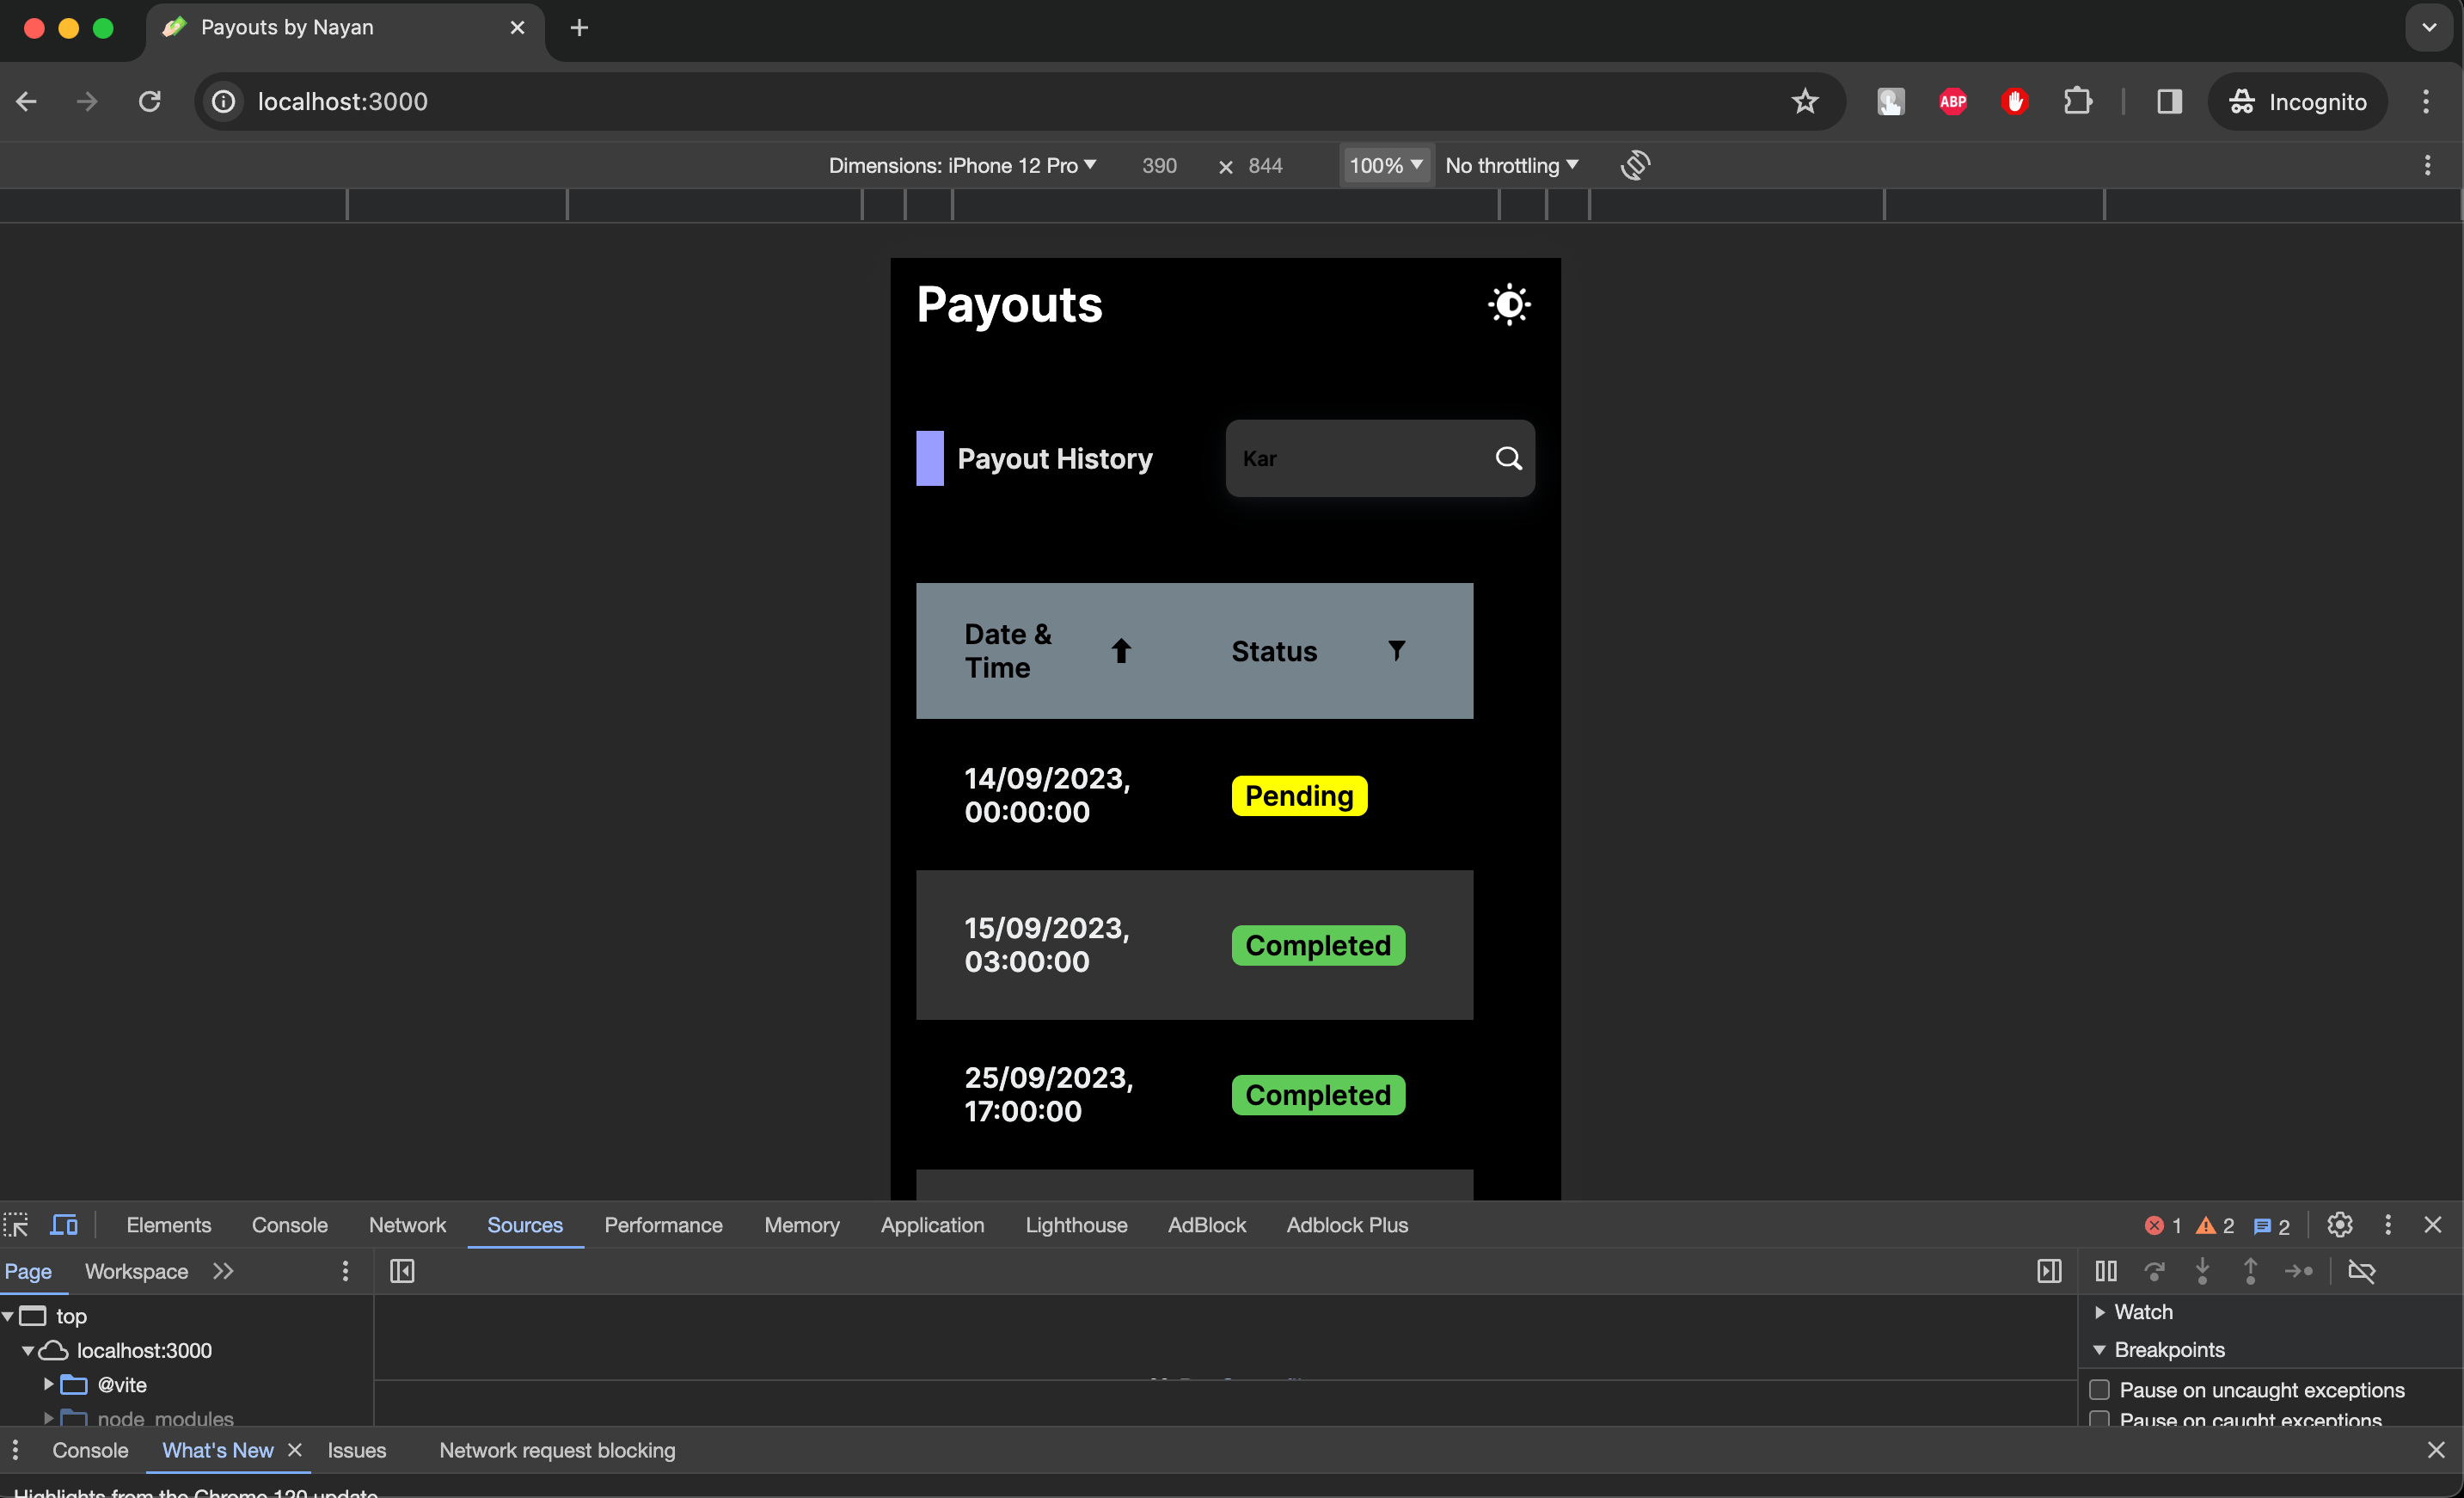 Payouts by Nayan
localhost:3000
ABP
Incognito
Dimensions: iPhone 12 Pro 390 × 844 100% No throttling
Payouts
Payout History
Kar
Date &
Time
Status
14/09/2023,
00:00:00
Pending
15/09/2023,
03:00:00
Completed
25/09/2023,
17:00:00
Completed
Elements Console Network Sources Performance Memory Application Lighthouse AdBlock Adblock Plus 1 2 2
Page Workspace
top
localhost:3000
@vite
node_modules
Watch
Breakpoints
Pause on uncaught exceptions
Pause on caught exceptions
Console What's New Issues Network request blocking
Highlights from the Chrome 120 update